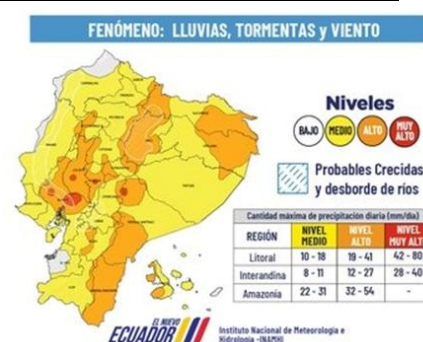 FENÓMENO: LLUVIAS, TORMENTAS y VIENTO
Niveles
BAJO MEDIO ALTO MUY ALTO
Probables Crecidas
y desborde de ríos
Cantidad máxima de precipitación diaria (mm/día)
REGIÓN NIVEL MEDIO NIVEL ALTO NIVEL MUY ALT
Litoral 10 - 18 19 - 41 42 - 80
Interandina 8 - 11 12 - 27 28 - 40
Amazonía 22 - 31 32 - 54 -
EL NUEVO
ECUADOR
Instituto Nacional de Meteorología e
Hidrología -INAMHI